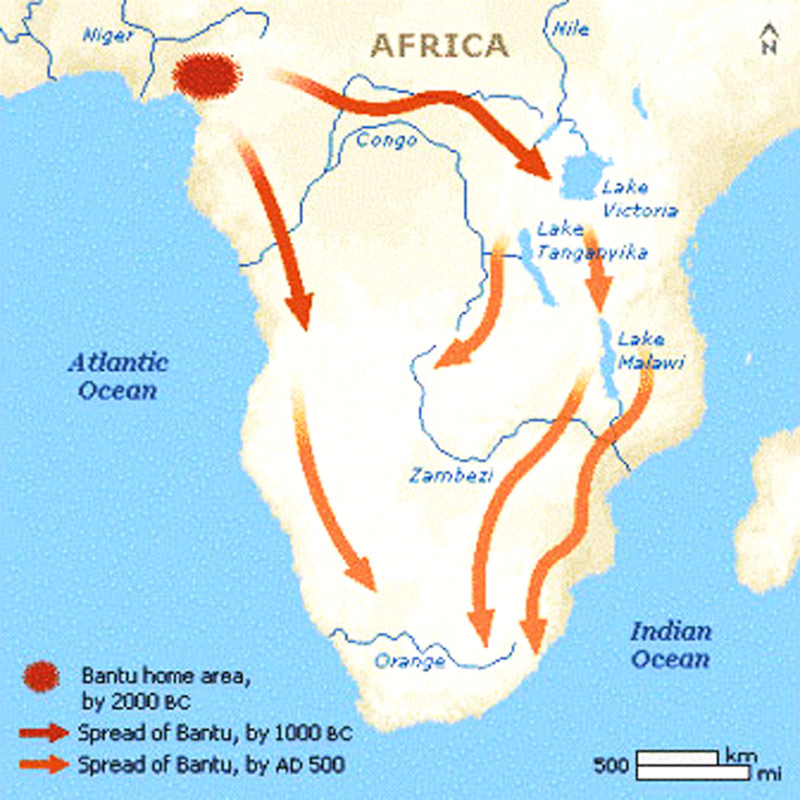 AFRICA
Niger
Nile
N
Congo
Lake
Victoria
Lake
Tanganyika
Lake
Malawi
Atlantic
Ocean
Zambezi
Indian
Ocean
Orange
Bantu home area,
by 2000 BC
Spread of Bantu, by 1000 BC
Spread of Bantu, by AD 500
500 km
mi